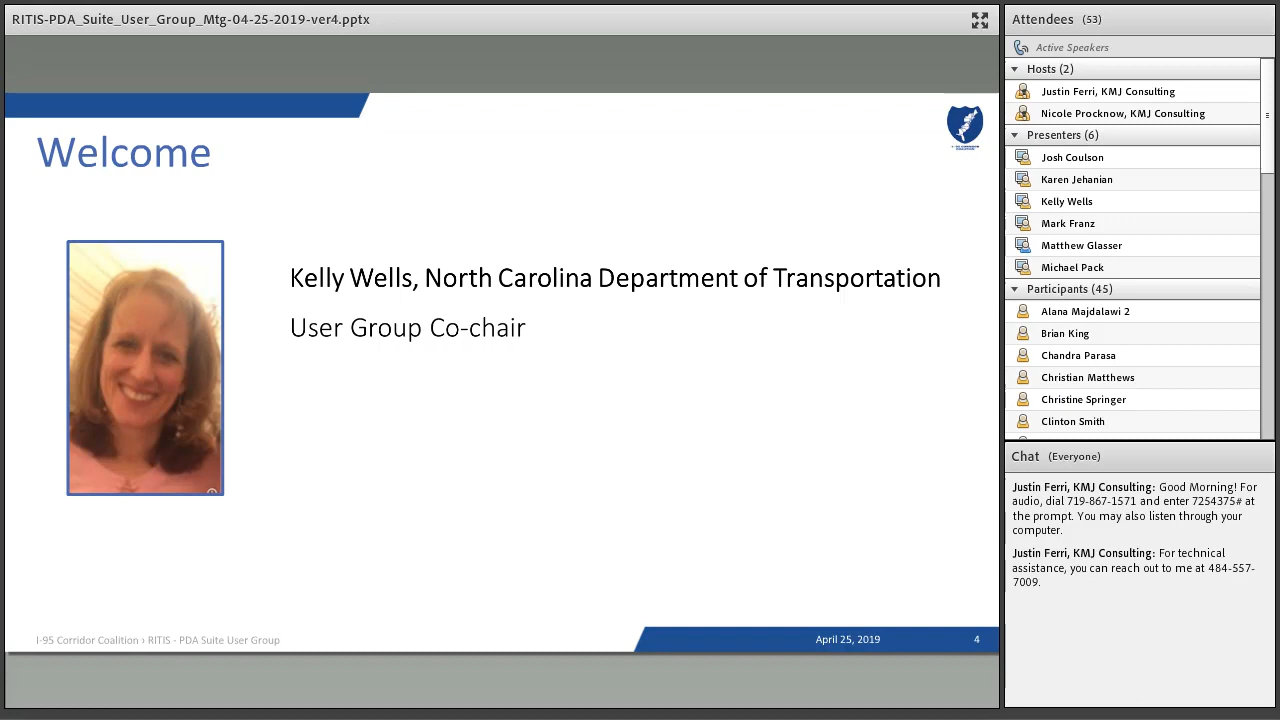 RITIS-PDA_Suite_User_Group_Mtg-04-25-2019-ver4.pptx
Welcome
Kelly Wells, North Carolina Department of Transportation
User Group Co-chair
I-95 Corridor Coalition › RITIS - PDA Suite User Group
April 25, 2019
4
Attendees (53)
Active Speakers
Hosts (2)
Justin Ferri, KMJ Consulting
Nicole Procknow, KMJ Consulting
Presenters (6)
Josh Coulson
Karen Jehanian
Kelly Wells
Mark Franz
Matthew Glasser
Michael Pack
Participants (45)
Alana Majdalawi 2
Brian King
Chandra Parasa
Christian Matthews
Christine Springer
Clinton Smith
Chat (Everyone)
Justin Ferri, KMJ Consulting: Good Morning! For
audio, dial 719-867-1571 and enter 7254375# at
the prompt. You may also listen through your
computer.
Justin Ferri, KMJ Consulting: For technical
assistance, you can reach out to me at 484-557-
7009.